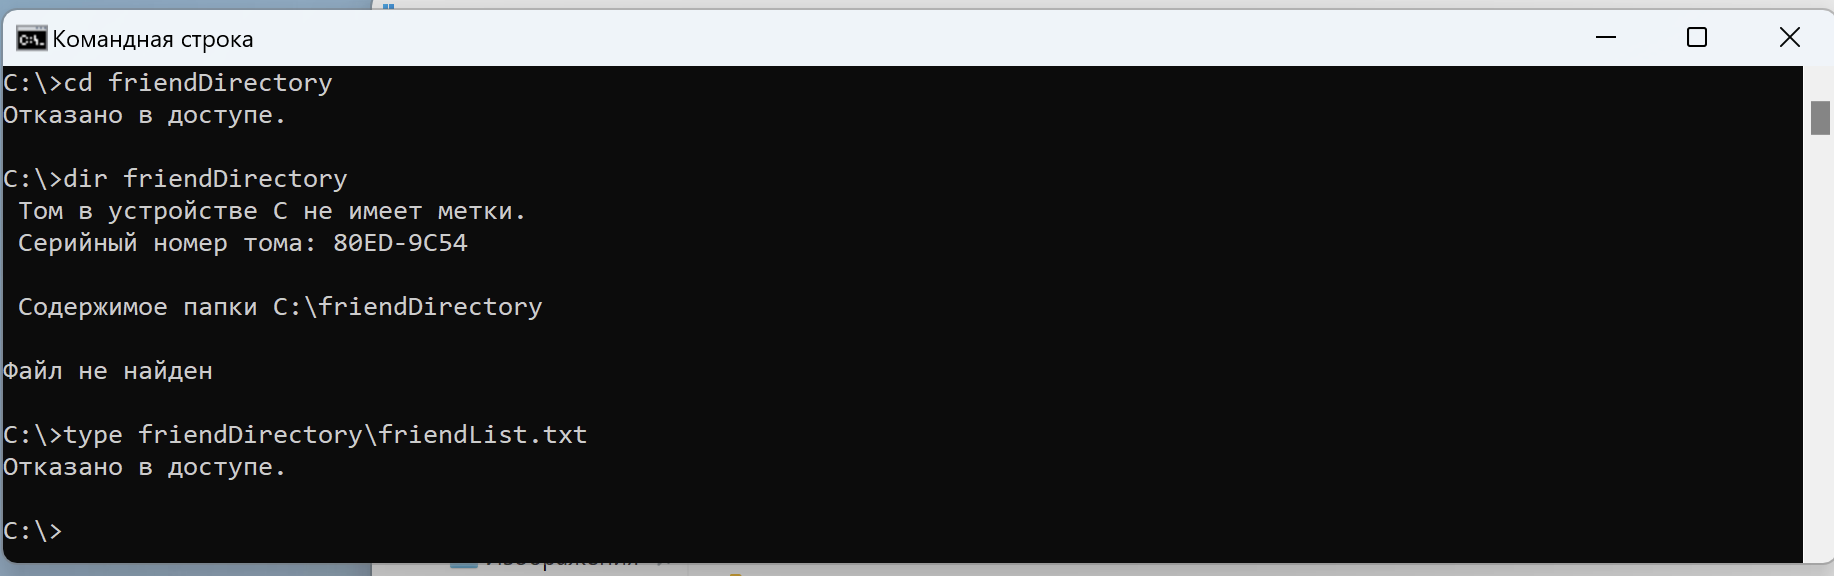 Командная строка
C:\>cd friendDirectory
Отказано в доступе.
C:\>dir friendDirectory
Том в устройстве C не имеет метки.
Серийный номер тома: 80ED-9C54
Содержимое папки C:\friendDirectory
Файл не найден
C:\>type friendDirectory\friendList.txt
Отказано в доступе.
C:\>